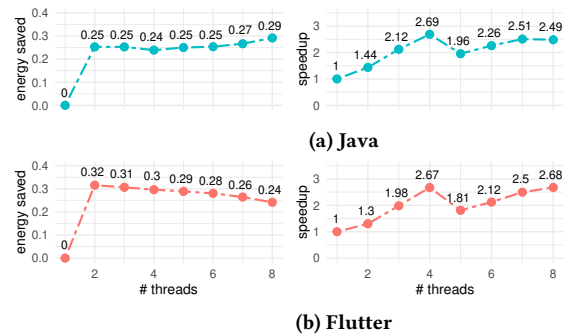 energy saved
0.4
0.3
0.2
0.1
0.0
0 0.25 0.25 0.24 0.25 0.25 0.27 0.29
speedup
3
2
1
0
1 1.44 2.12 2.69 1.96 2.26 2.51 2.49
(a) Java
energy saved
0.4
0.3
0.2
0.1
0.0
0 0.32 0.31 0.3 0.29 0.28 0.26 0.24
2 4 6 8
# threads
speedup
3
2
1
0
1 1.3 1.98 2.67 1.81 2.12 2.5 2.68
2 4 6 8
# threads
(b) Flutter